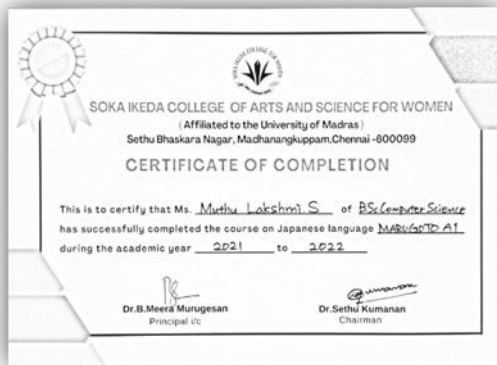 SOKA IKEDA COLLEGE OF ARTS AND SCIENCE FOR WOMEN
(Affiliated to the University of Madras)
Sethu Bhaskara Nagar, Madhanangkuppam,Chennai -600099
CERTIFICATE OF COMPLETION
This is to certify that Ms. Muthu Lakshmi. S of BSc Computer Science
has successfully completed the course on Japanese language MARUGOTO A1
during the academic year 2021 to 2022
Dr.B.Meera Murugesan
Principal i/c
Dr.Sethu Kumanan
Chairman